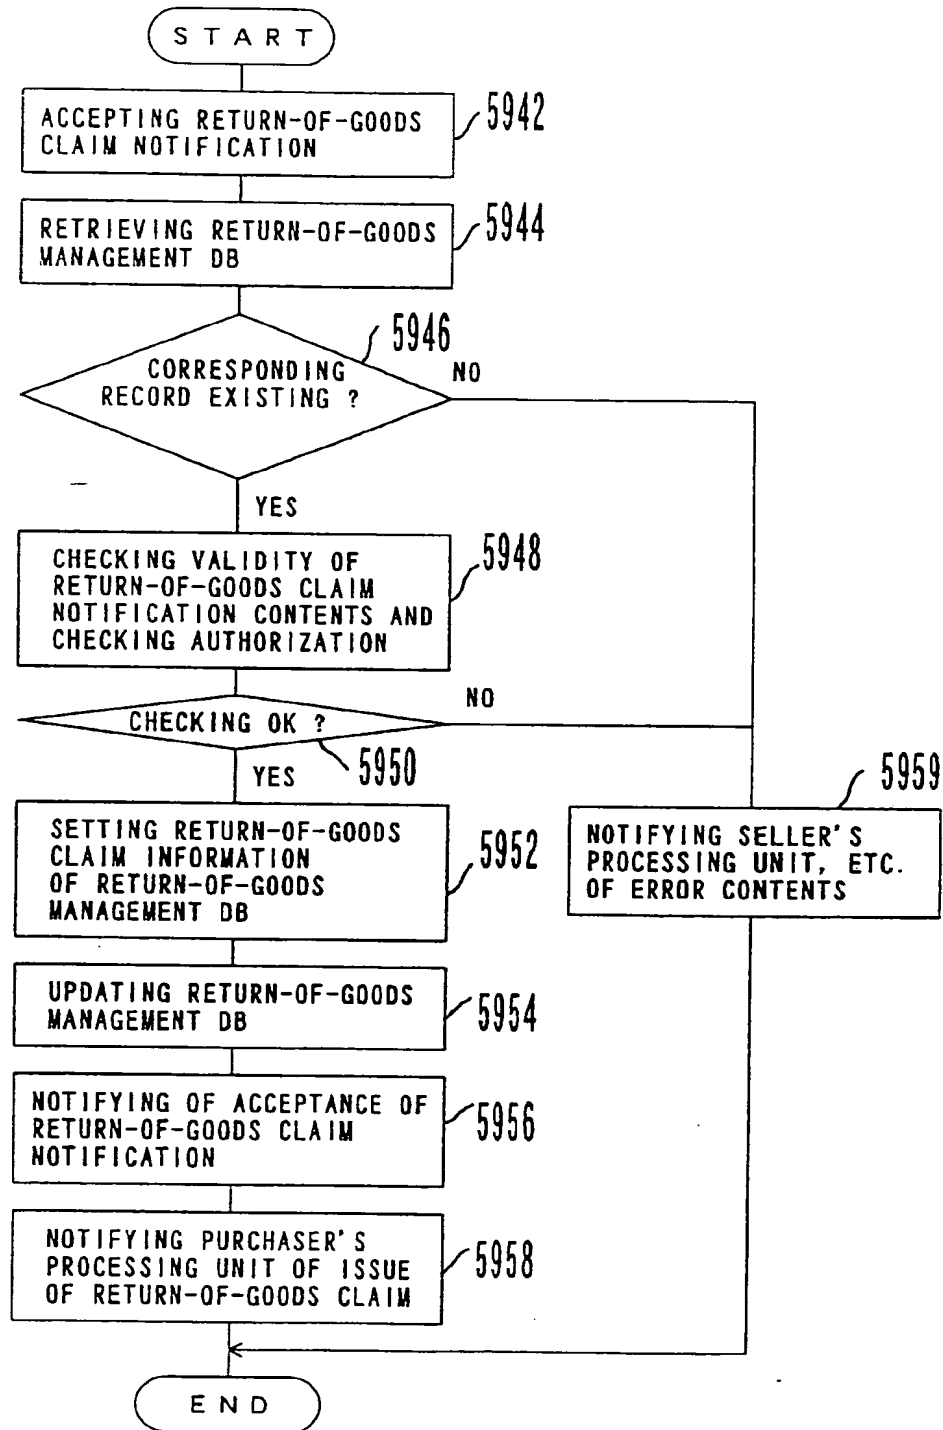 START
ACCEPTING RETURN-OF-GOODS
CLAIM NOTIFICATION
5942
RETRIEVING RETURN-OF-GOODS
MANAGEMENT DB
5944
5946
CORRESPONDING
RECORD EXISTING ?
NO
YES
CHECKING VALIDITY OF
RETURN-OF-GOODS CLAIM
NOTIFICATION CONTENTS AND
CHECKING AUTHORIZATION
5948
NO
CHECKING OK ?
5950
YES
SETTING RETURN-OF-GOODS
CLAIM INFORMATION
OF RETURN-OF-GOODS
MANAGEMENT DB
5952
5959
NOTIFYING SELLER'S
PROCESSING UNIT, ETC.
OF ERROR CONTENTS
UPDATING RETURN-OF-GOODS
MANAGEMENT DB
5954
NOTIFYING OF ACCEPTANCE OF
RETURN-OF-GOODS CLAIM
NOTIFICATION
5956
NOTIFYING PURCHASER'S
PROCESSING UNIT OF ISSUE
OF RETURN-OF-GOODS CLAIM
5958
END